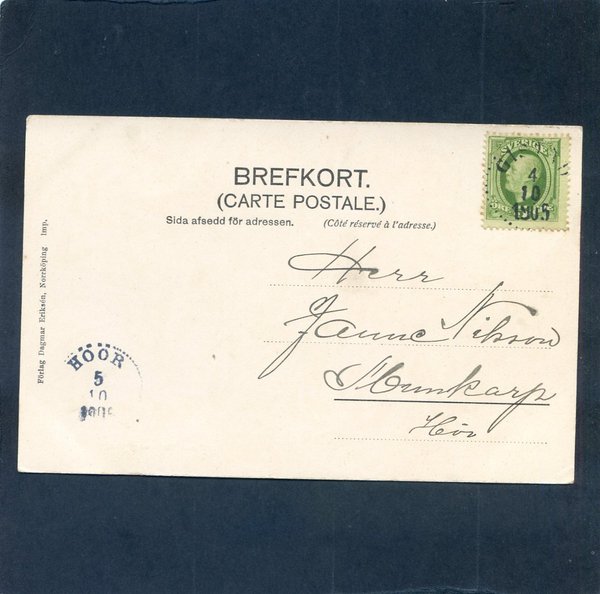 BREFKORT.
(CARTE POSTALE.)
Sida afsedd för adressen. (Côté réservé à l'adresse.)
SVERIGE
4
10
1905
Herr
Janne Nilsson
Munkarp
Höör
HÖÖR
5
10
Förlag Dagmar Eriksén, Norrköping Imp.